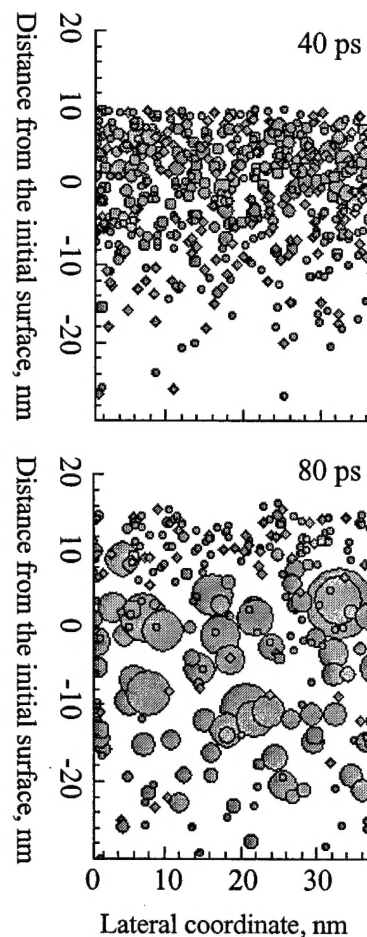 40 ps
20
10
0
-10
-20
Distance from the initial surface, nm
80 ps
20
10
0
-10
-20
Distance from the initial surface, nm
0 10 20 30
Lateral coordinate, nm